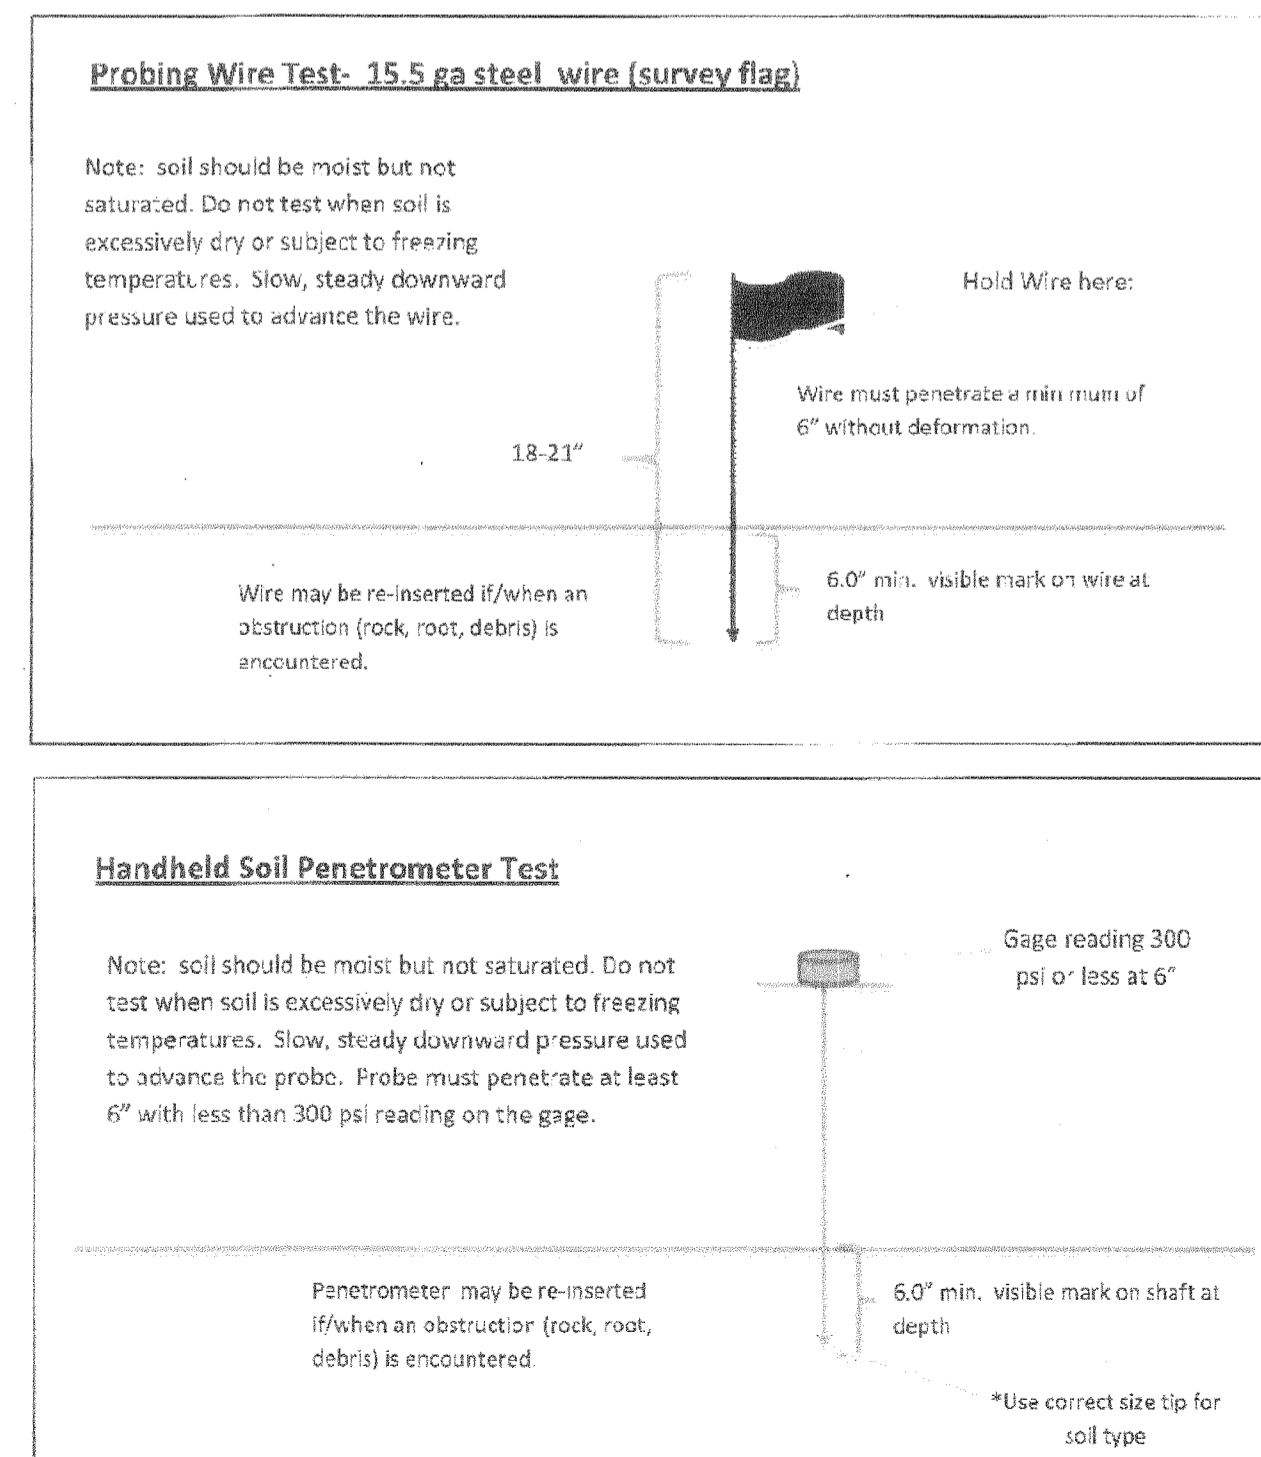 Probing Wire Test- 15.5 ga steel wire (survey flag)
Note: soil should be moist but not
saturated. Do not test when soil is
excessively dry or subject to freezing
temperatures. Slow, steady downward
pressure used to advance the wire.
Hold Wire here:
Wire must penetrate a minimum of
6" without deformation.
18-21"
6.0" min. visible mark on wire at
depth
Wire may be re-inserted if/when an
obstruction (rock, root, debris) is
encountered.
Handheld Soil Penetrometer Test
Gage reading 300
psi or less at 6"
Note: soil should be moist but not saturated. Do not
test when soil is excessively dry or subject to freezing
temperatures. Slow, steady downward pressure used
to advance the probe. Probe must penetrate at least
6" with less than 300 psi reading on the gage.
Penetrometer may be re-inserted
if/when an obstruction (rock, root,
debris) is encountered.
6.0" min. visible mark on shaft at
depth
*Use correct size tip for
soil type